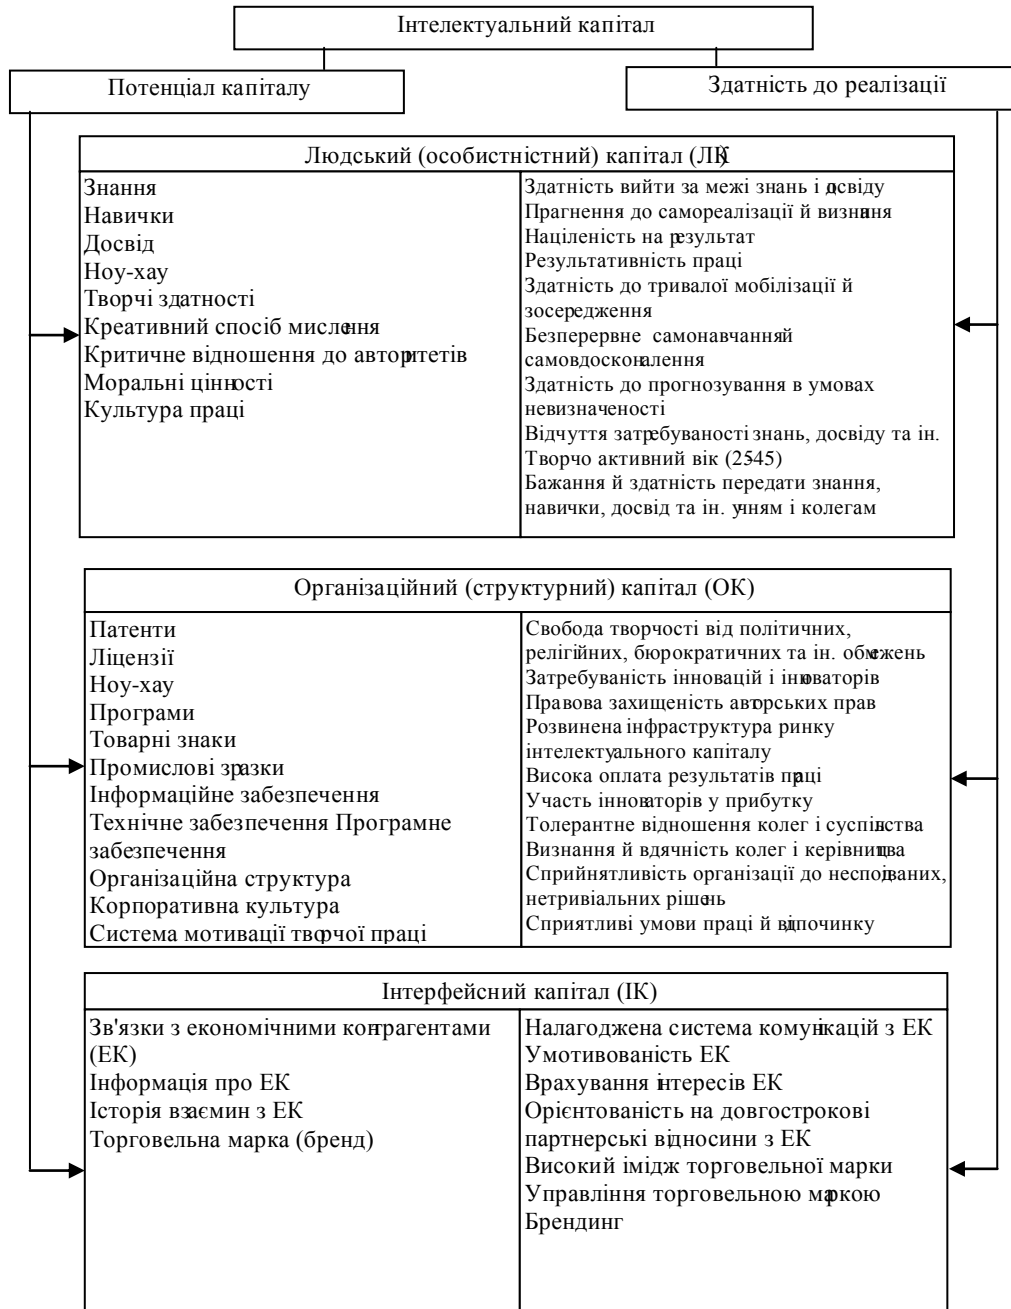 Інтелектуальний капітал
Потенціал капіталу
Здатність до реалізації
Людський (особистністний) капітал (ЛК)
Знання
Навички
Досвід
Ноу-хау
Творчі здатності
Креативний спосіб мислення
Критичне відношення до авторитетів
Моральні цінності
Культура праці
Здатність вийти за межі знань і досвіду
Прагнення до самореалізації й визнання
Націленість на результат
Результативність праці
Здатність до тривалої мобілізації й
зосередження
Безперервне самонавчання й
самовдосконалення
Здатність до прогнозування в умовах
невизначеності
Відчуття затребуваності знань, досвіду та ін.
Творчо активний вік (25-45)
Бажання й здатність передати знання,
навички, досвід та ін. учням і колегам
Організаційний (структурний) капітал (ОК)
Патенти
Ліцензії
Ноу-хау
Програми
Товарні знаки
Промислові зразки
Інформаційне забезпечення
Технічне забезпечення Програмне
забезпечення
Організаційна структура
Корпоративна культура
Система мотивації творчої праці
Свобода творчості від політичних,
релігійних, бюрократичних та ін. обмежень
Затребуваність інновацій і інноваторів
Правова захищеність авторських прав
Розвинена інфраструктура ринку
інтелектуального капіталу
Висока оплата результатів праці
Участь інноваторів у прибутку
Толерантне відношення колег і суспільства
Визнання й вдячність колег і керівництва
Сприйнятливість організації до несподіваних,
нетривіальних рішень
Сприятливі умови праці й відпочинку
Інтерфейсний капітал (ІК)
Зв'язки з економічними контрагентами
(ЕК)
Інформація про ЕК
Історія взаємин з ЕК
Торговельна марка (бренд)
Налагоджена система комунікацій з ЕК
Умотивованість ЕК
Врахування інтересів ЕК
Орієнтованість на довгострокові
партнерські відносини з ЕК
Високий імідж торговельної марки
Управління торговельною маркою
Брендинг